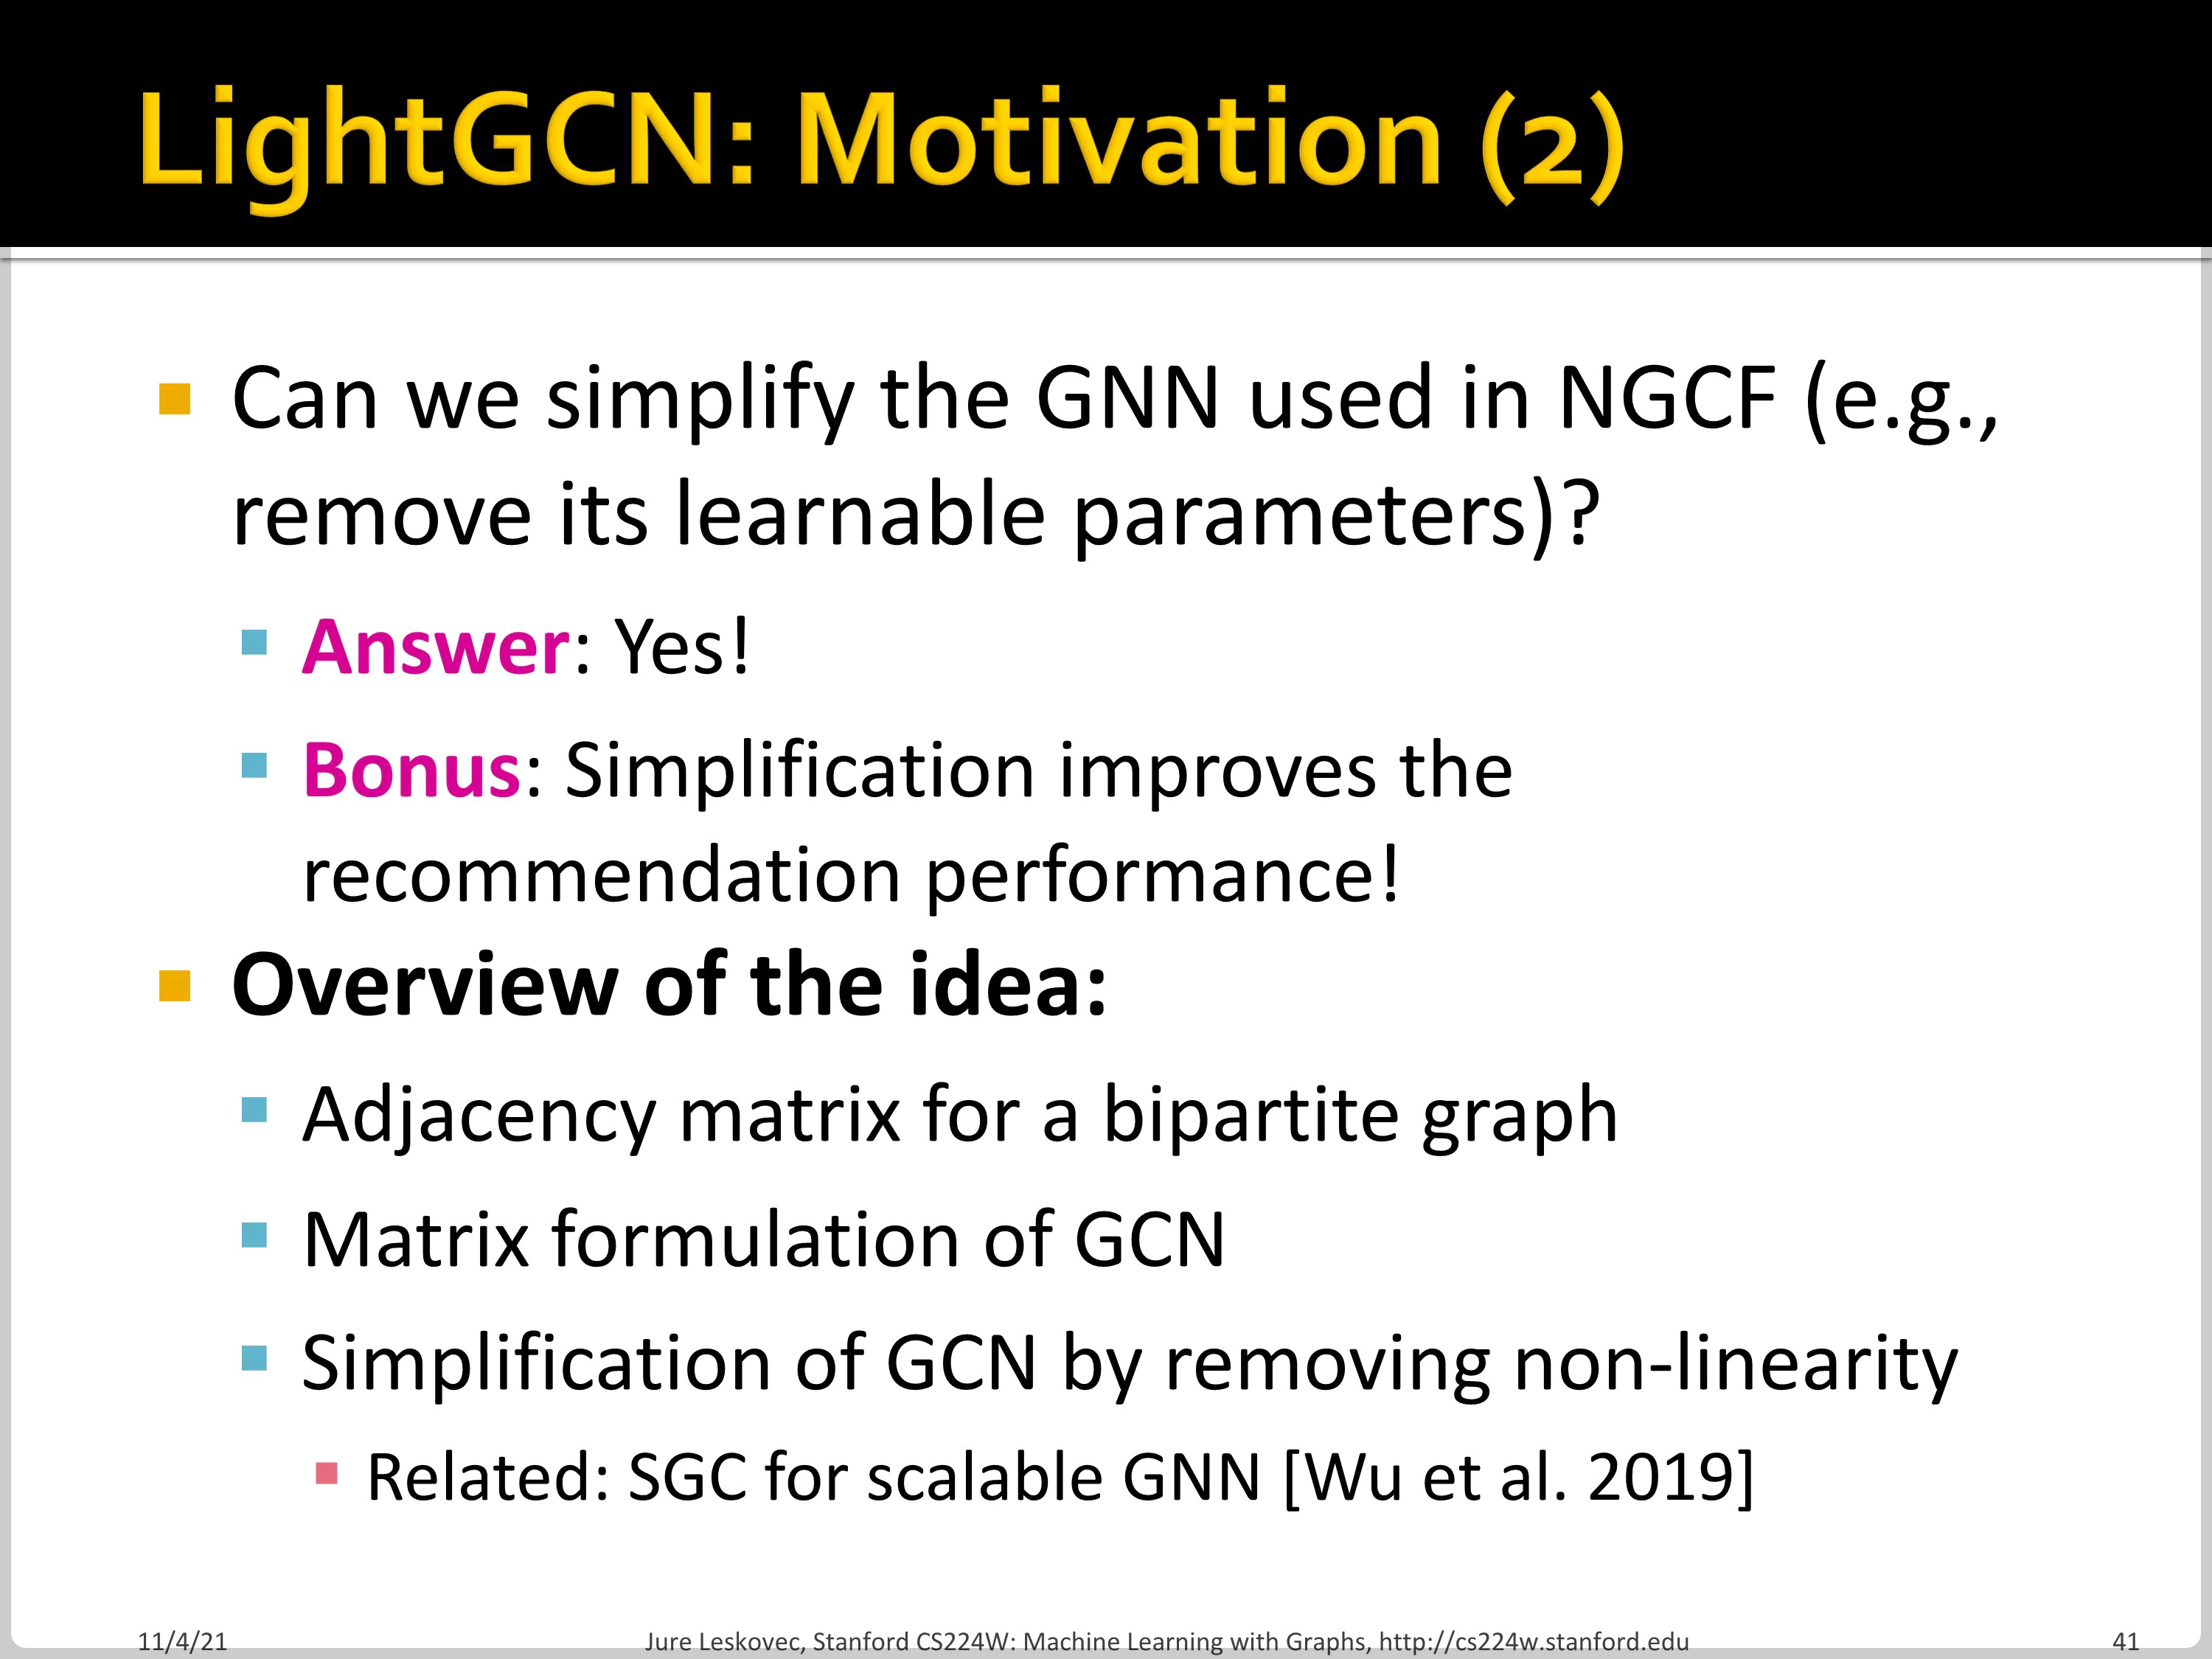 LightGCN: Motivation (2)
Can we simplify the GNN used in NGCF (e.g.,
remove its learnable parameters)?
Answer: Yes!
Bonus: Simplification improves the
recommendation performance!
Overview of the idea:
Adjacency matrix for a bipartite graph
Matrix formulation of GCN
Simplification of GCN by removing non-linearity
Related: SGC for scalable GNN [Wu et al. 2019]
11/4/21 Jure Leskovec, Stanford CS224W: Machine Learning with Graphs, http://cs224w.stanford.edu 41